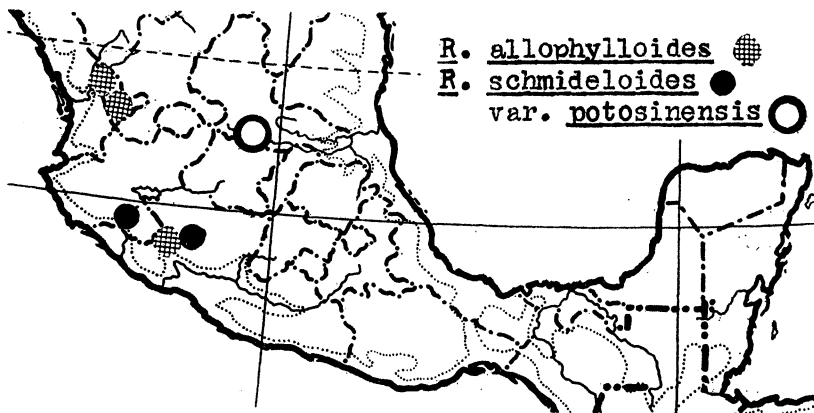 R. allophylloides
R. schmideloides
var. potosinensis